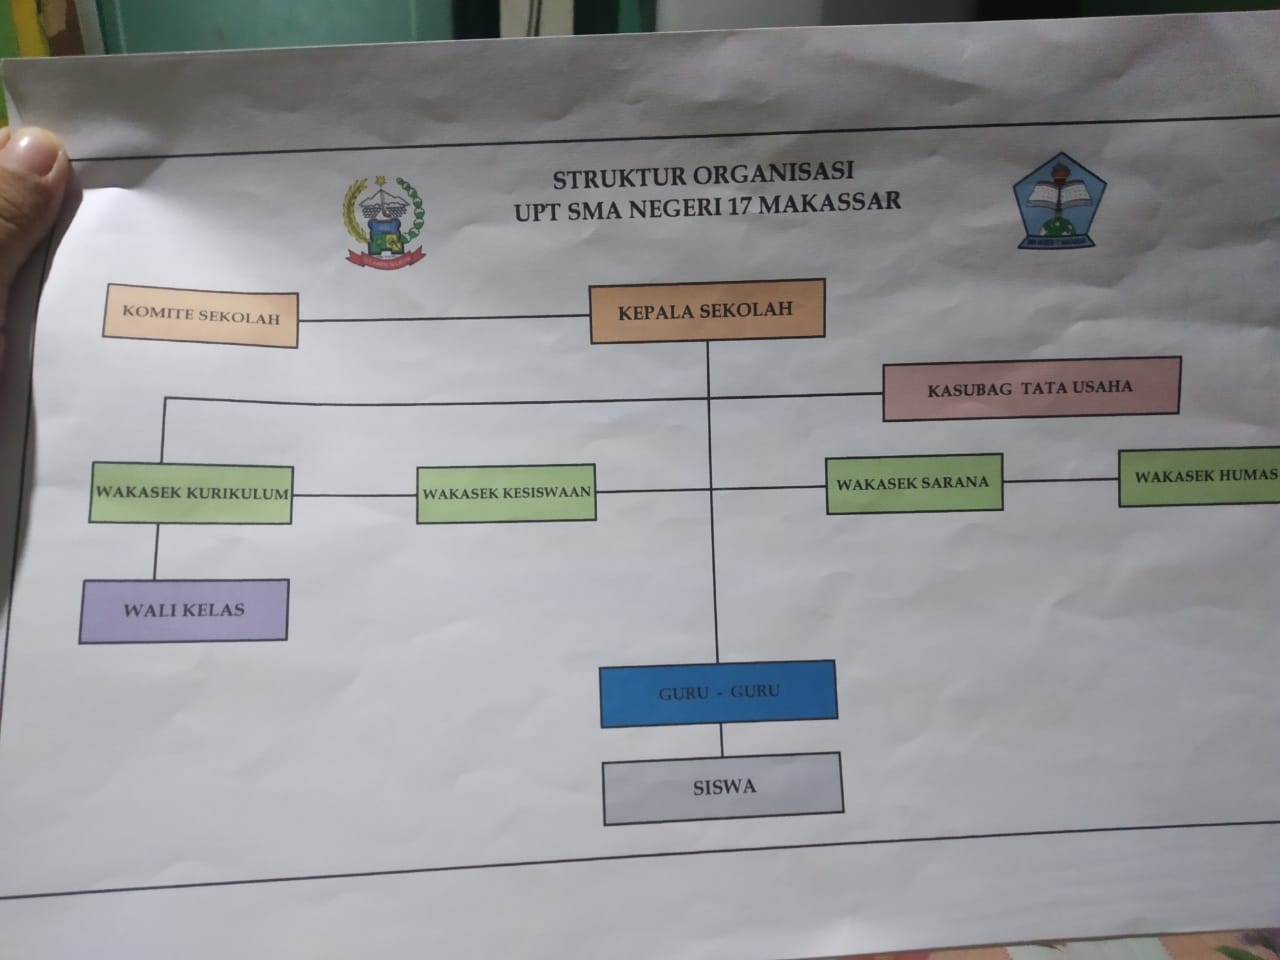 STRUKTUR ORGANISASI
UPT SMA NEGERI 17 MAKASSAR
KOMITE SEKOLAH
KEPALA SEKOLAH
KASUBAG TATA USAHA
WAKASEK KURIKULUM
WAKASEK KESISWAAN
WAKASEK SARANA
WAKASEK HUMAS
WALI KELAS
GURU - GURU
SISWA